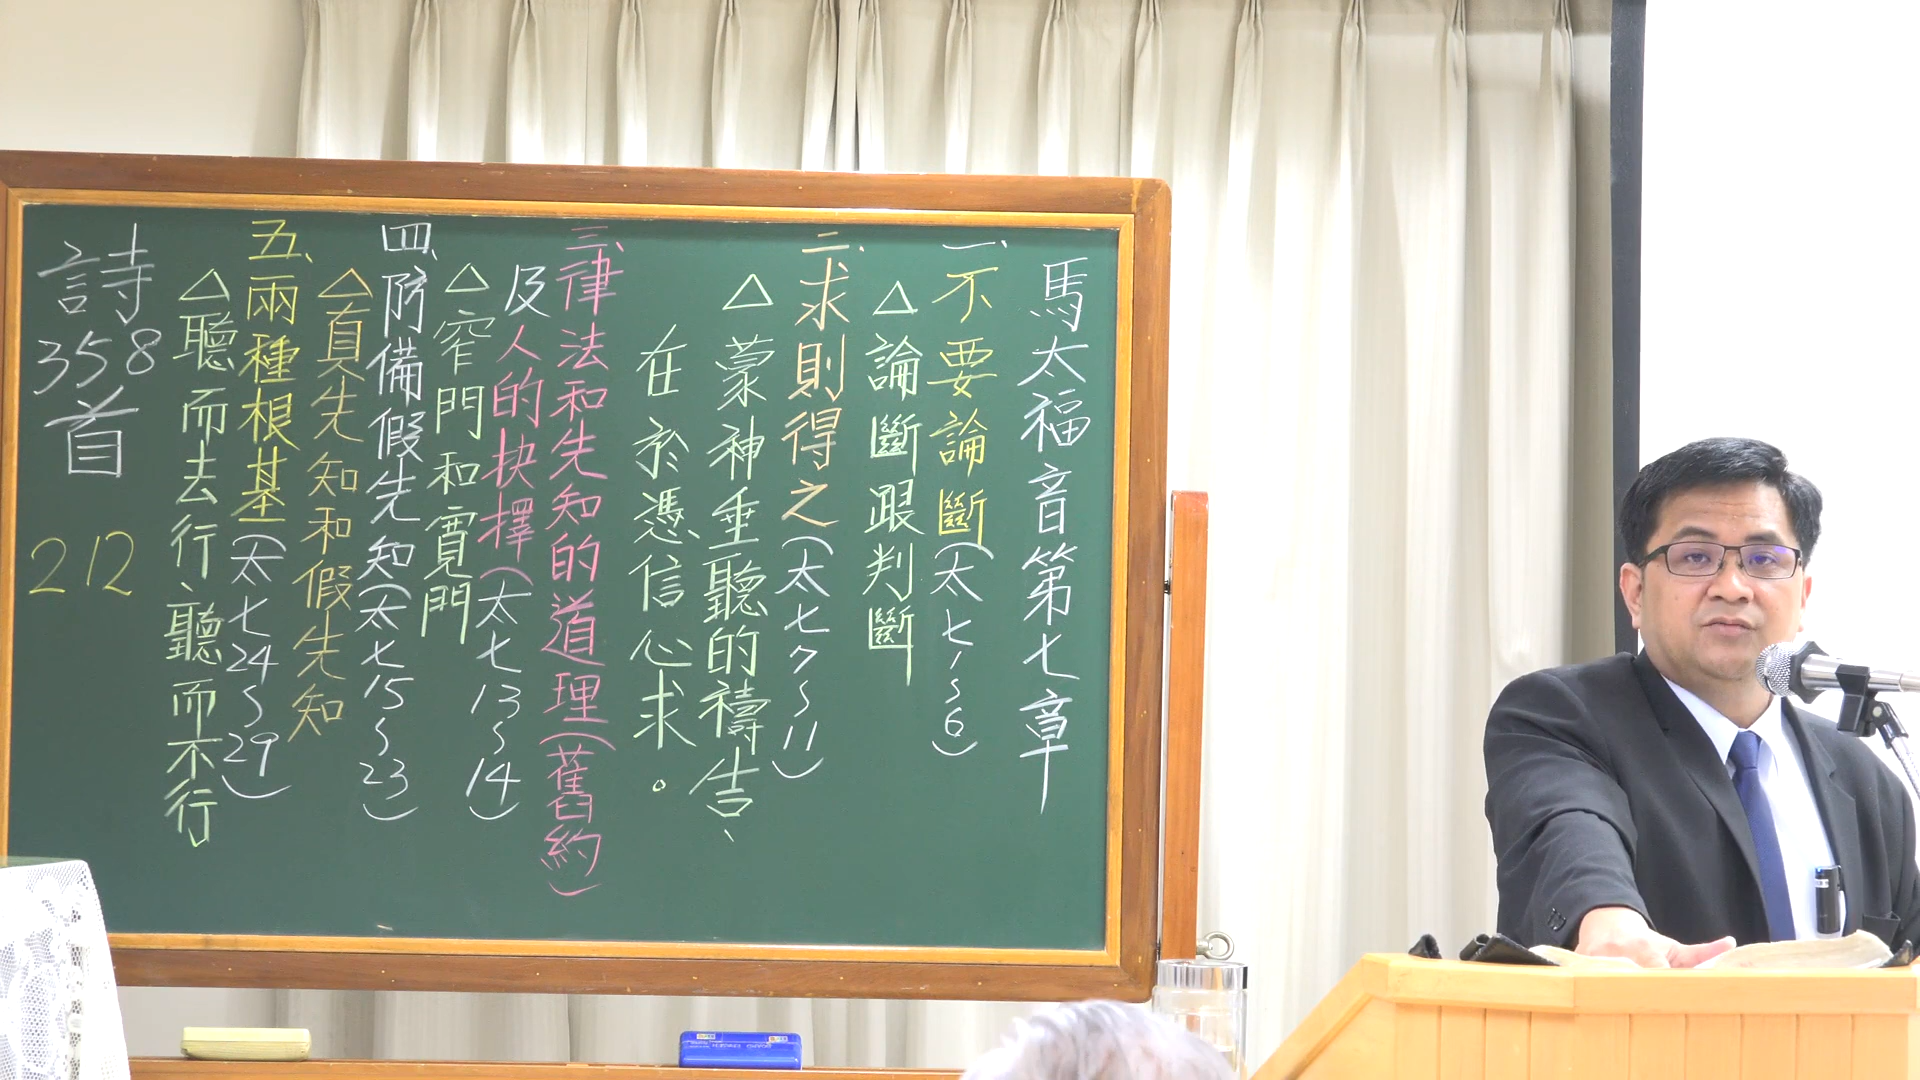 馬太福音第七章
一、不要論斷(太七1~6)
△論斷跟判斷
二、求則得之(太七7~11)
△蒙神垂聽的禱告、
在於憑信心求。
三、律法和先知的道理(舊約)
及人的抉擇(太七13~14)
△窄門和寬門
四、防備假先知(太七15~23)
△真先知和假先知
五、兩種根基(太七24~29)
△聽而去行、聽而不行
詩358首 212